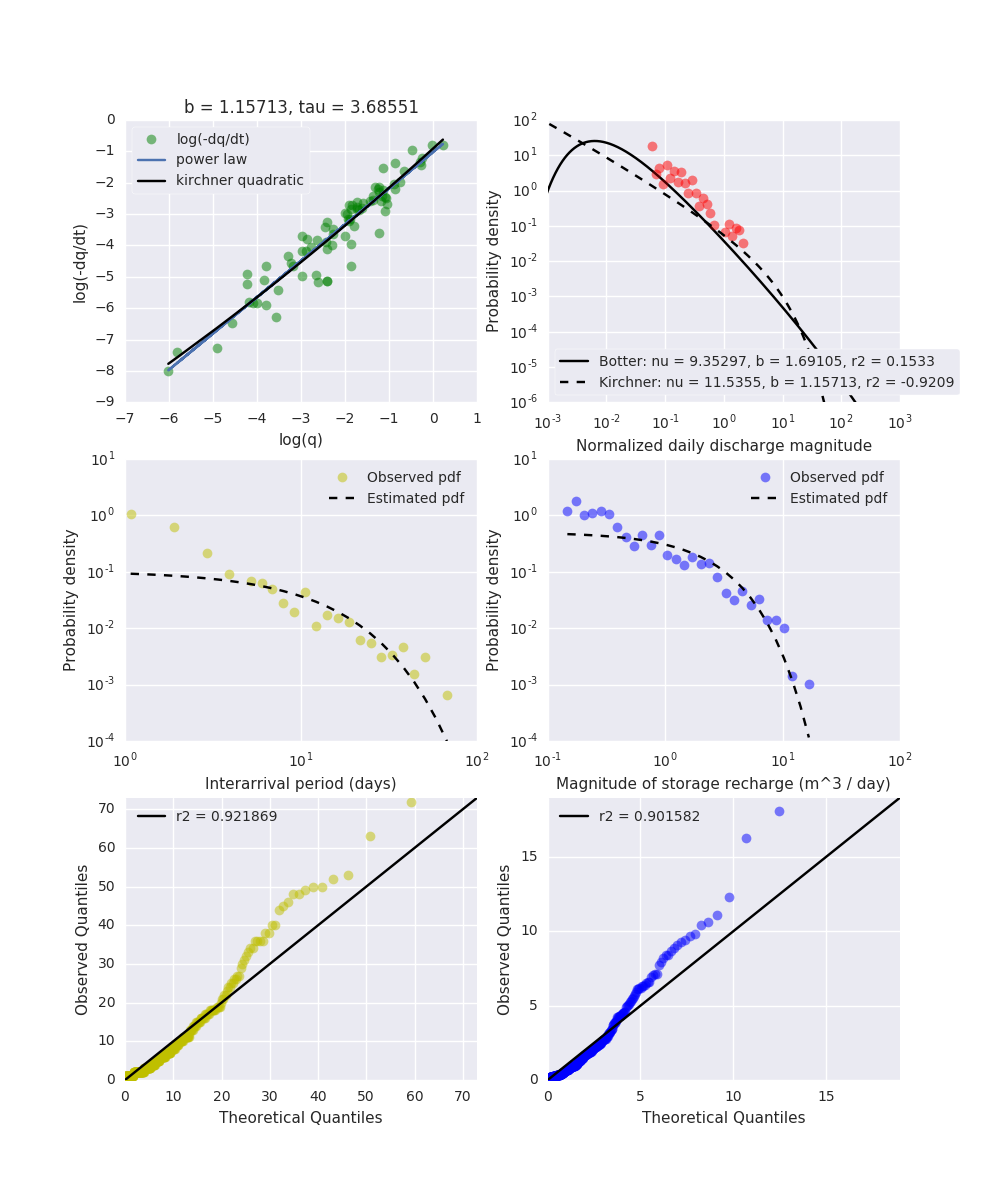 b = 1.15713, tau = 3.68551
log(-dq/dt)
power law
kirchner quadratic
0
−1
−2
−3
−4
−5
−6
−7
−8
−9
log(-dq/dt)
−7 −6 −5 −4 −3 −2 −1 0 1
log(q)
10^2
10^1
10^0
10^-1
10^-2
10^-3
10^-4
10^-5
10^-6
Probability density
Botter: nu = 9.35297, b = 1.69105, r2 = 0.1533
Kirchner: nu = 11.5355, b = 1.15713, r2 = -0.9209
10^-3 10^-2 10^-1 10^0 10^1 10^2 10^3
Normalized daily discharge magnitude
Observed pdf
Estimated pdf
10^1
10^0
10^-1
10^-2
10^-3
10^-4
Probability density
10^0 10^1 10^2
Interarrival period (days)
Observed pdf
Estimated pdf
10^1
10^0
10^-1
10^-2
10^-3
10^-4
Probability density
10^-1 10^0 10^1 10^2
Magnitude of storage recharge (m^3 / day)
r2 = 0.921869
70
60
50
40
30
20
10
0
Observed Quantiles
0 10 20 30 40 50 60 70
Theoretical Quantiles
r2 = 0.901582
15
10
5
0
Observed Quantiles
0 5 10 15
Theoretical Quantiles